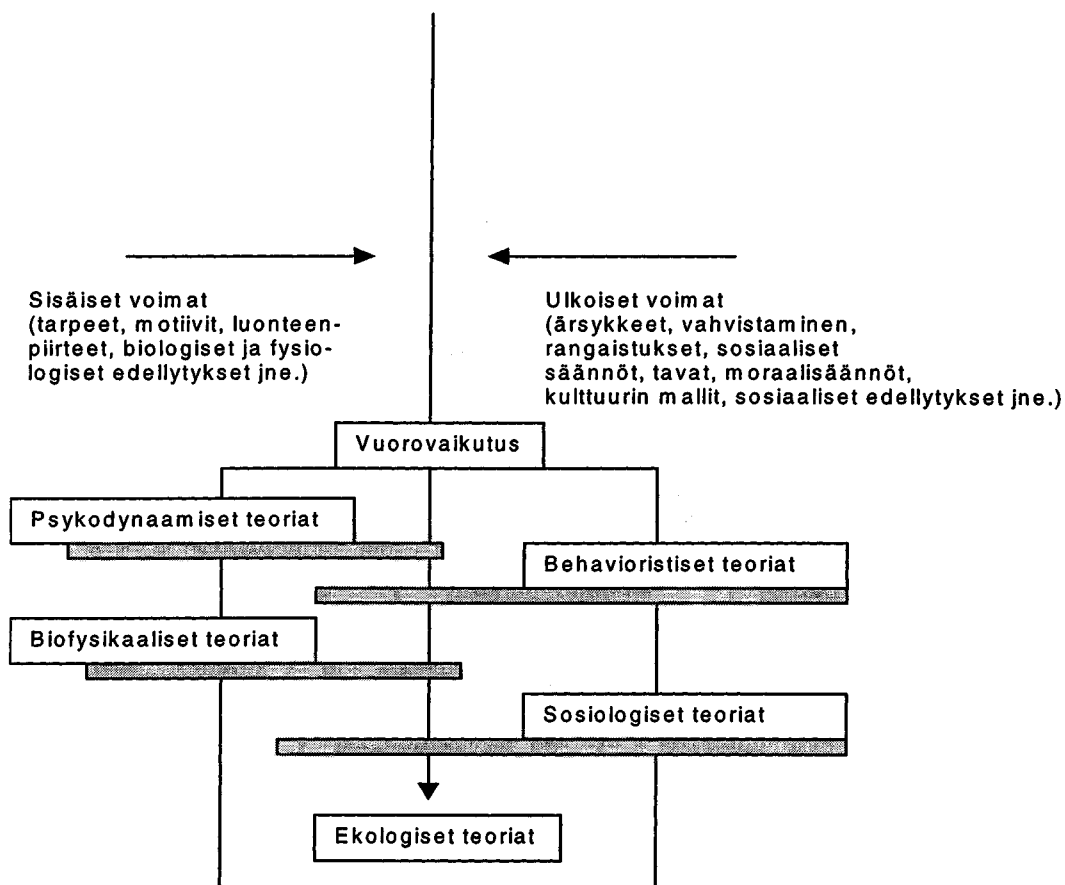 Sisäiset voimat
(tarpeet, motiivit, luonteen-
piirteet, biologiset ja fysio-
logiset edellytykset jne.)
Ulkoiset voimat
(ärsykkeet, vahvistaminen,
rangaistukset, sosiaaliset
säännöt, tavat, moraalisäännöt,
kulttuurin mallit, sosiaaliset edellytykset jne.)
Vuorovaikutus
Psykodynaamiset teoriat
Behavioristiset teoriat
Biofysikaaliset teoriat
Sosiologiset teoriat
Ekologiset teoriat